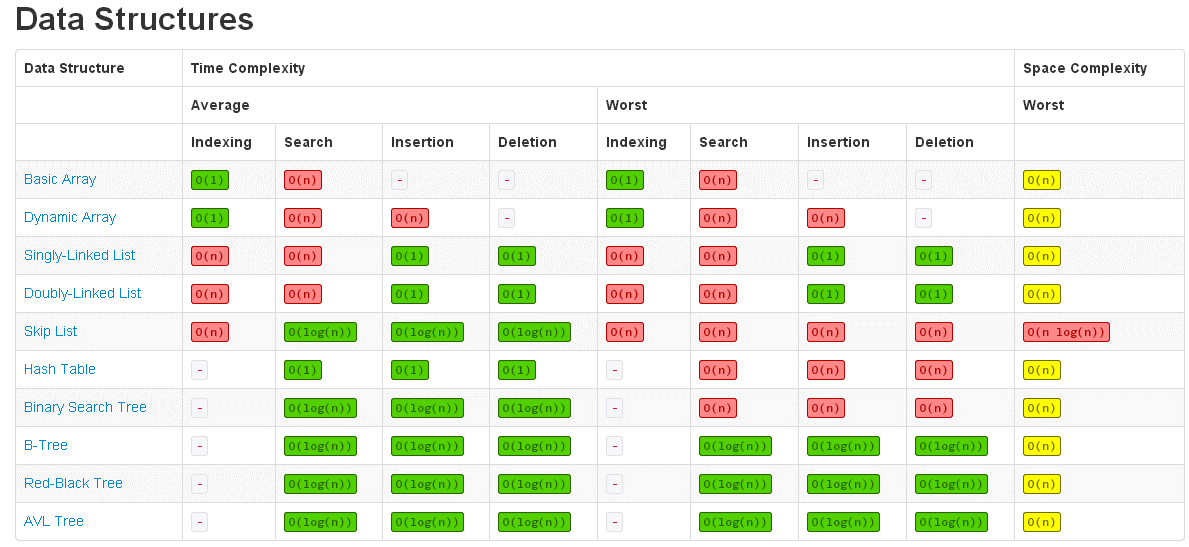 Data Structures
Data Structure Time Complexity Space Complexity
Average Worst Worst
Indexing Search Insertion Deletion Indexing Search Insertion Deletion
Basic Array O(1) O(n) - - O(1) O(n) - - O(n)
Dynamic Array O(1) O(n) O(n) - O(1) O(n) O(n) - O(n)
Singly-Linked List O(n) O(n) O(1) O(1) O(n) O(n) O(1) O(1) O(n)
Doubly-Linked List O(n) O(n) O(1) O(1) O(n) O(n) O(1) O(1) O(n)
Skip List O(n) O(log(n)) O(log(n)) O(log(n)) O(n) O(n) O(n) O(n) O(n log(n))
Hash Table - O(1) O(1) O(1) - O(n) O(n) O(n) O(n)
Binary Search Tree - O(log(n)) O(log(n)) O(log(n)) - O(n) O(n) O(n) O(n)
B-Tree - O(log(n)) O(log(n)) O(log(n)) - O(log(n)) O(log(n)) O(log(n)) O(n)
Red-Black Tree - O(log(n)) O(log(n)) O(log(n)) - O(log(n)) O(log(n)) O(log(n)) O(n)
AVL Tree - O(log(n)) O(log(n)) O(log(n)) - O(log(n)) O(log(n)) O(log(n)) O(n)